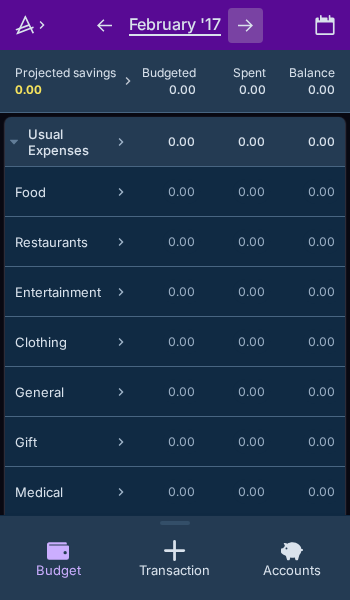 February '17
Projected savings Budgeted Spent Balance
0.00 0.00 0.00 0.00
Usual
Expenses 0.00 0.00 0.00
Food 0.00 0.00 0.00
Restaurants 0.00 0.00 0.00
Entertainment 0.00 0.00 0.00
Clothing 0.00 0.00 0.00
General 0.00 0.00 0.00
Gift 0.00 0.00 0.00
Medical 0.00 0.00 0.00
Budget Transaction Accounts